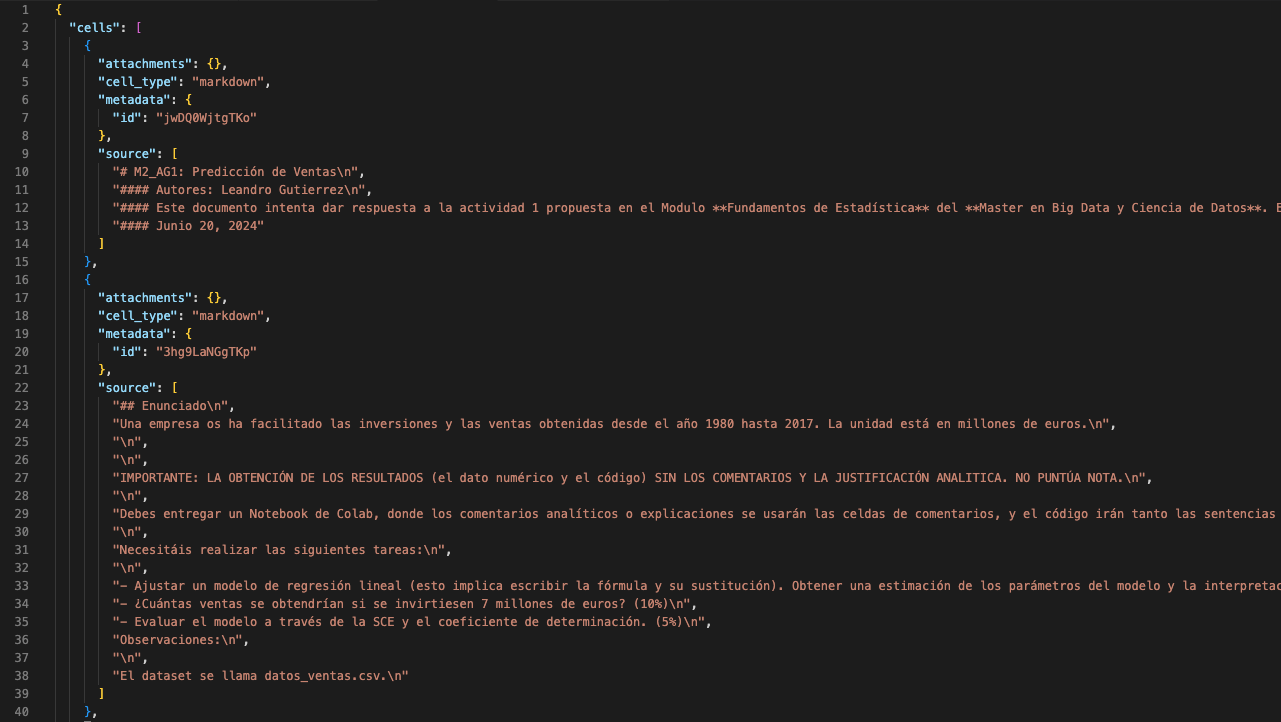 1 {
2 "cells": [
3 {
4 "attachments": {},
5 "cell_type": "markdown",
6 "metadata": {
7 "id": "jwDQ0WjtgTKo"
8 },
9 "source": [
10 "# M2_AG1: Predicción de Ventas\n",
11 "#### Autores: Leandro Gutierrez\n",
12 "#### Este documento intenta dar respuesta a la actividad 1 propuesta en el Modulo **Fundamentos de Estadística** del **Master en Big Data y Ciencia de Datos**. E
13 "#### Junio 20, 2024"
14 ]
15 },
16 {
17 "attachments": {},
18 "cell_type": "markdown",
19 "metadata": {
20 "id": "3hg9LaNGgTKp"
21 },
22 "source": [
23 "## Enunciado\n",
24 "Una empresa os ha facilitado las inversiones y las ventas obtenidas desde el año 1980 hasta 2017. La unidad está en millones de euros.\n",
25 "\n",
26 "\n",
27 "IMPORTANTE: LA OBTENCIÓN DE LOS RESULTADOS (el dato numérico y el código) SIN LOS COMENTARIOS Y LA JUSTIFICACIÓN ANALITICA. NO PUNTÚA NOTA.\n",
28 "\n",
29 "Debes entregar un Notebook de Colab, donde los comentarios analíticos o explicaciones se usarán las celdas de comentarios, y el código irán tanto las sentencias
30 "\n",
31 "Necesitáis realizar las siguientes tareas:\n",
32 "\n",
33 "- Ajustar un modelo de regresión lineal (esto implica escribir la fórmula y su sustitución). Obtener una estimación de los parámetros del modelo y la interpreta
34 "- ¿Cuántas ventas se obtendrían si se invirtiesen 7 millones de euros? (10%)\n",
35 "- Evaluar el modelo a través de la SCE y el coeficiente de determinación. (5%)\n",
36 "Observaciones:\n",
37 "\n",
38 "El dataset se llama datos_ventas.csv.\n"
39 ]
40 },